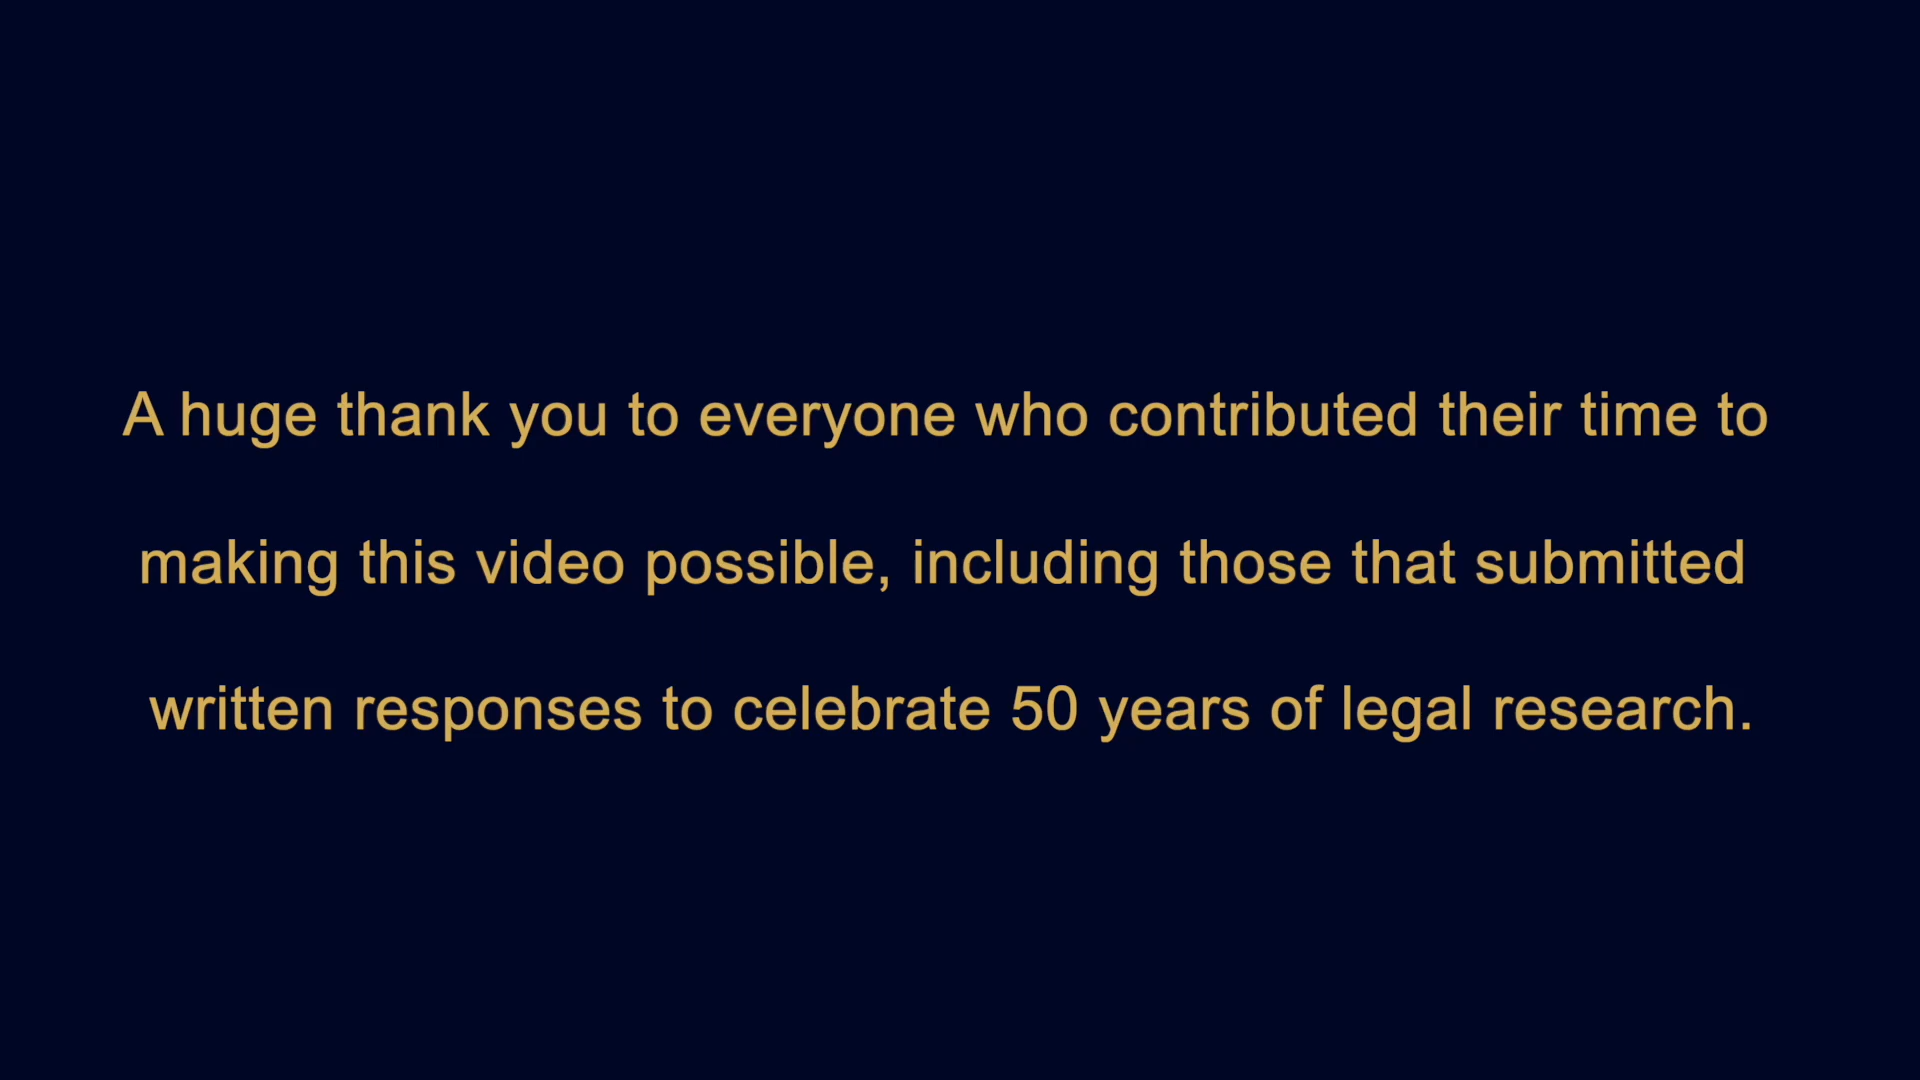 A huge thank you to everyone who contributed their time to
making this video possible, including those that submitted
written responses to celebrate 50 years of legal research.